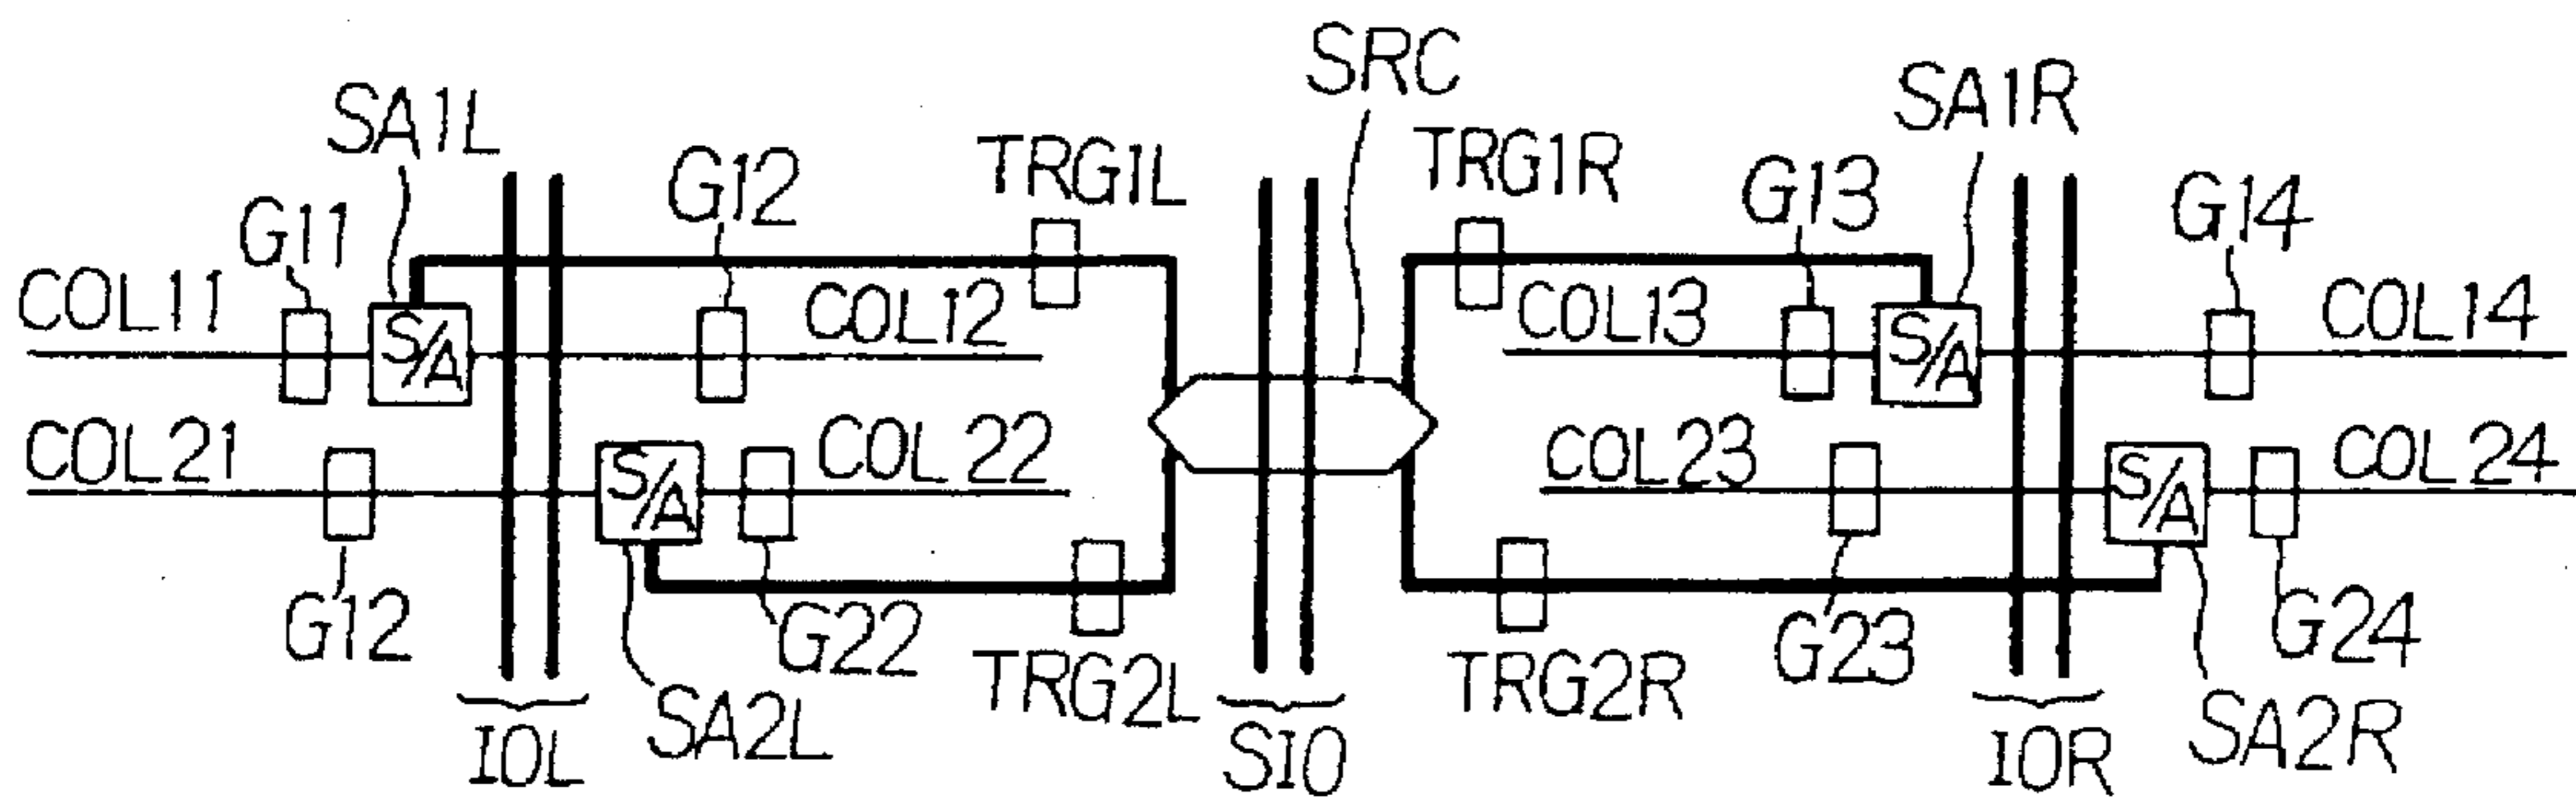 SRC
SA1L
SA1R
G12
TRG1L
TRG1R
G13
G14
G11
COL11
COL12
COL13
COL14
S/A
S/A
COL21
COL22
COL23
COL24
S/A
S/A
G12
G22
G23
G24
TRG2L
TRG2R
SA2L
SA2R
IOL
SIO
IOR